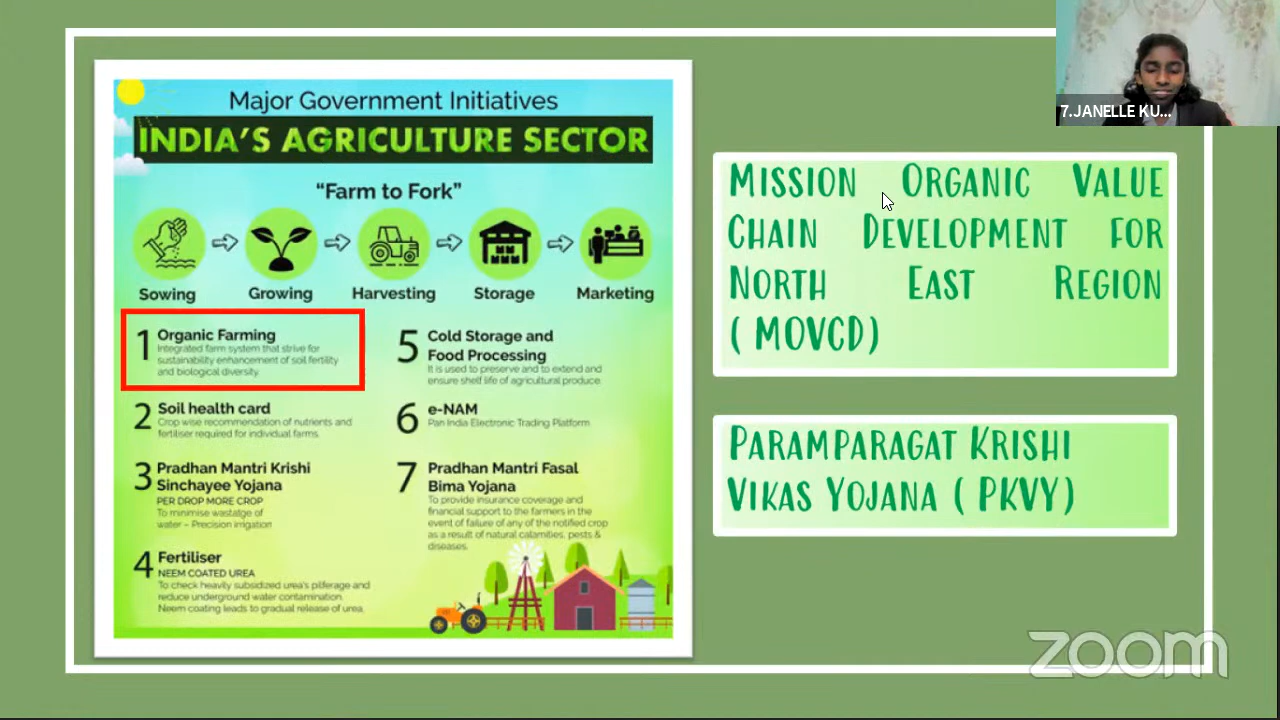 Major Government Initiatives
INDIA'S AGRICULTURE SECTOR
"Farm to Fork"
Sowing
Growing
Harvesting
Storage
Marketing
1 Organic Farming
Integrated farm system that strive for
sustainability enhancement of soil fertility
and biological diversity.
2 Soil health card
Crop wise recommendation of nutrients and
fertiliser required for individual farms.
3 Pradhan Mantri Krishi
Sinchayee Yojana
PER DROP MORE CROP
To minimise wastatge of
water – Precision irrigation
4 Fertiliser
NEEM COATED UREA
To check heavily subsidized urea's pilferage and
reduce underground water contamination.
Neem coating leads to gradual release of urea.
5 Cold Storage and
Food Processing
It is used to preserve and to extend and
ensure shelf life of agricultural produce.
6 e-NAM
Pan India Electronic Trading Platform
7 Pradhan Mantri Fasal
Bima Yojana
To provide insurance coverage and
financial support to the farmers in the
event of failure of any of the notified crop
as a result of natural calamities, pests &
diseases.
7.JANELLE KU...
MISSION ORGANIC VALUE
CHAIN DEVELOPMENT FOR
NORTH EAST REGION
( MOVCD)
PARAMPARAGAT KRISHI
VIKAS YOJANA ( PKVY)
zoom